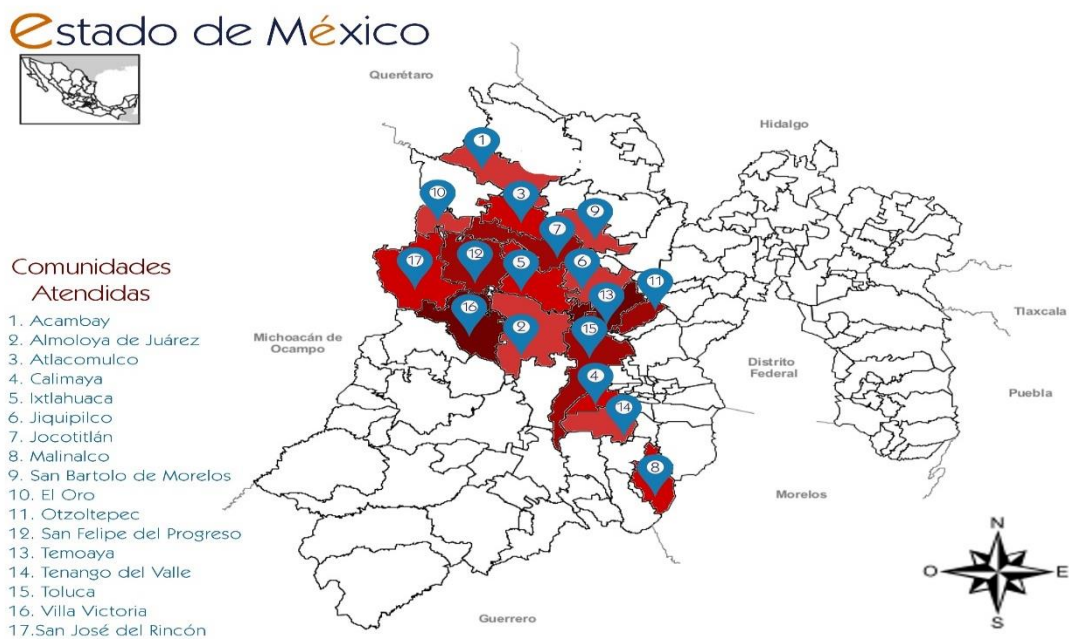 estado de México
Querétaro
Hidalgo
Michoacán de
Ocampo
Distrito
Federal
Tlaxcala
Puebla
Morelos
Guerrero
1
10
3
9
7
17
12
5
6
11
13
16
2
15
4
14
8
Comunidades
Atendidas
1. Acambay
2. Almoloya de Juárez
3. Atlacomulco
4. Calimaya
5. Ixtlahuaca
6. Jiquipilco
7. Jocotitlán
8. Malinalco
9. San Bartolo de Morelos
10. El Oro
11. Otzoltepec
12. San Felipe del Progreso
13. Temoaya
14. Tenango del Valle
15. Toluca
16. Villa Victoria
17.San José del Rincón
N
O
E
S